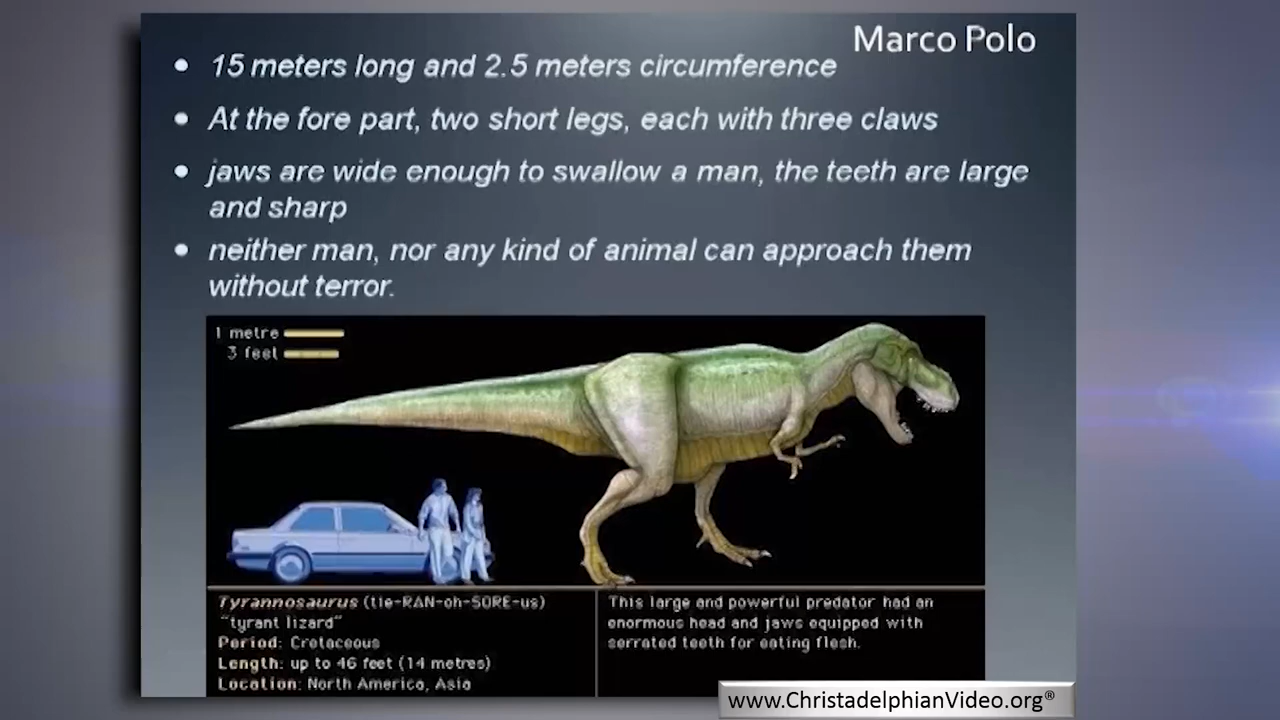 Marco Polo
• 15 meters long and 2.5 meters circumference
• At the fore part, two short legs, each with three claws
• jaws are wide enough to swallow a man, the teeth are large
and sharp
• neither man, nor any kind of animal can approach them
without terror.
1 metre
3 feet
Tyrannosaurus (tie-RAN-oh-SORE-us)
"tyrant lizard"
Period: Cretaceous
Length: up to 46 feet (14 metres)
Location: North America, Asia
This large and powerful predator had an
enormous head and jaws equipped with
serrated teeth for eating flesh.
www.ChristadelphianVideo.org®